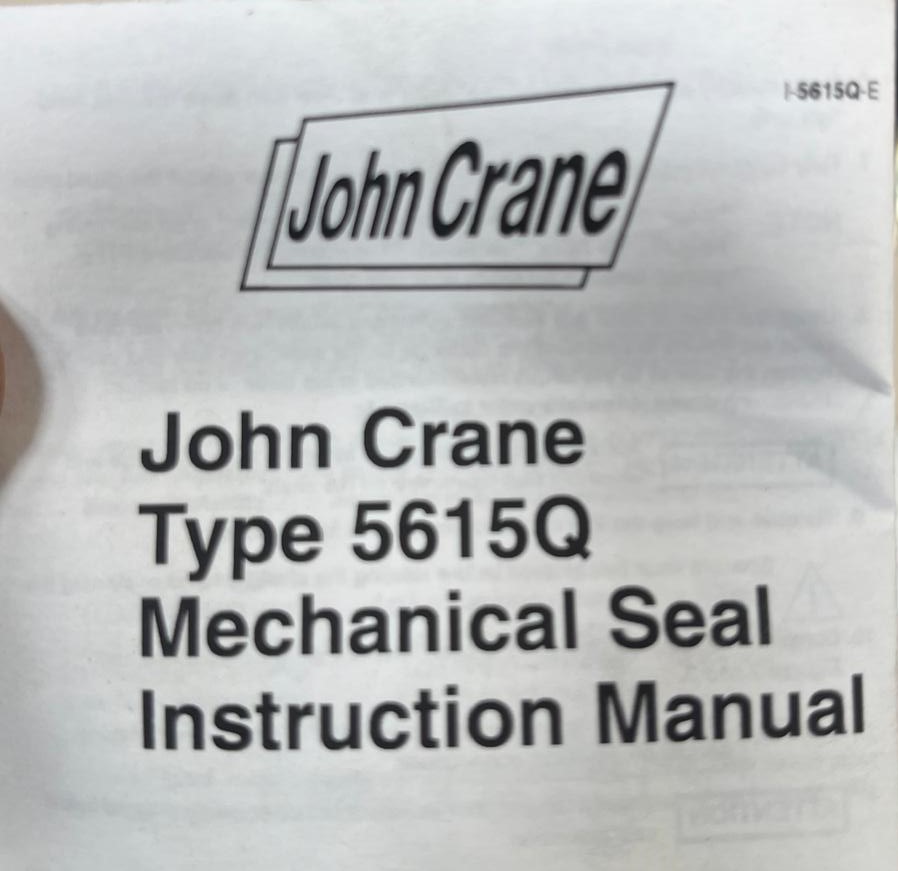 I-5615Q-E
John Crane
John Crane
Type 5615Q
Mechanical Seal
Instruction Manual